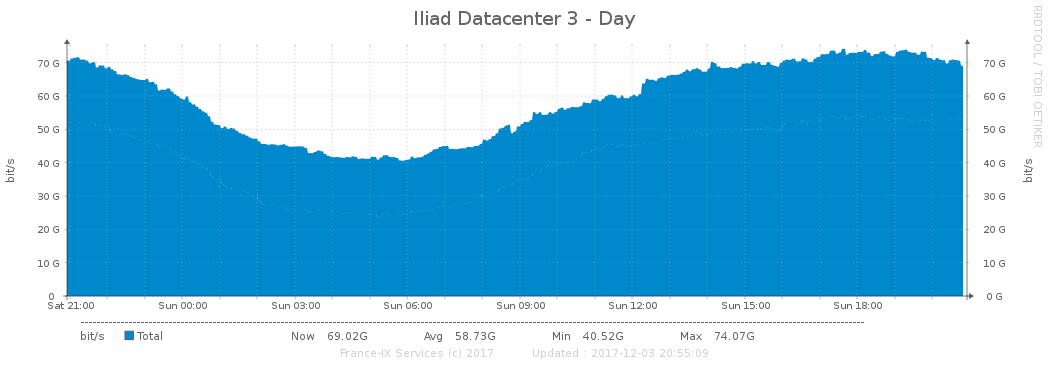 Iliad Datacenter 3 - Day
RRDTOOL / TOBI OETIKER
bit/s
70 G
60 G
50 G
40 G
30 G
20 G
10 G
0
70 G
60 G
50 G
40 G
30 G
20 G
10 G
0 G
bit/s
Sat 21:00 Sun 00:00 Sun 03:00 Sun 06:00 Sun 09:00 Sun 12:00 Sun 15:00 Sun 18:00
bit/s Total Now 69.02G Avg 58.73G Min 40.52G Max 74.07G
France-IX Services (c) 2017 Updated : 2017-12-03 20:55:09